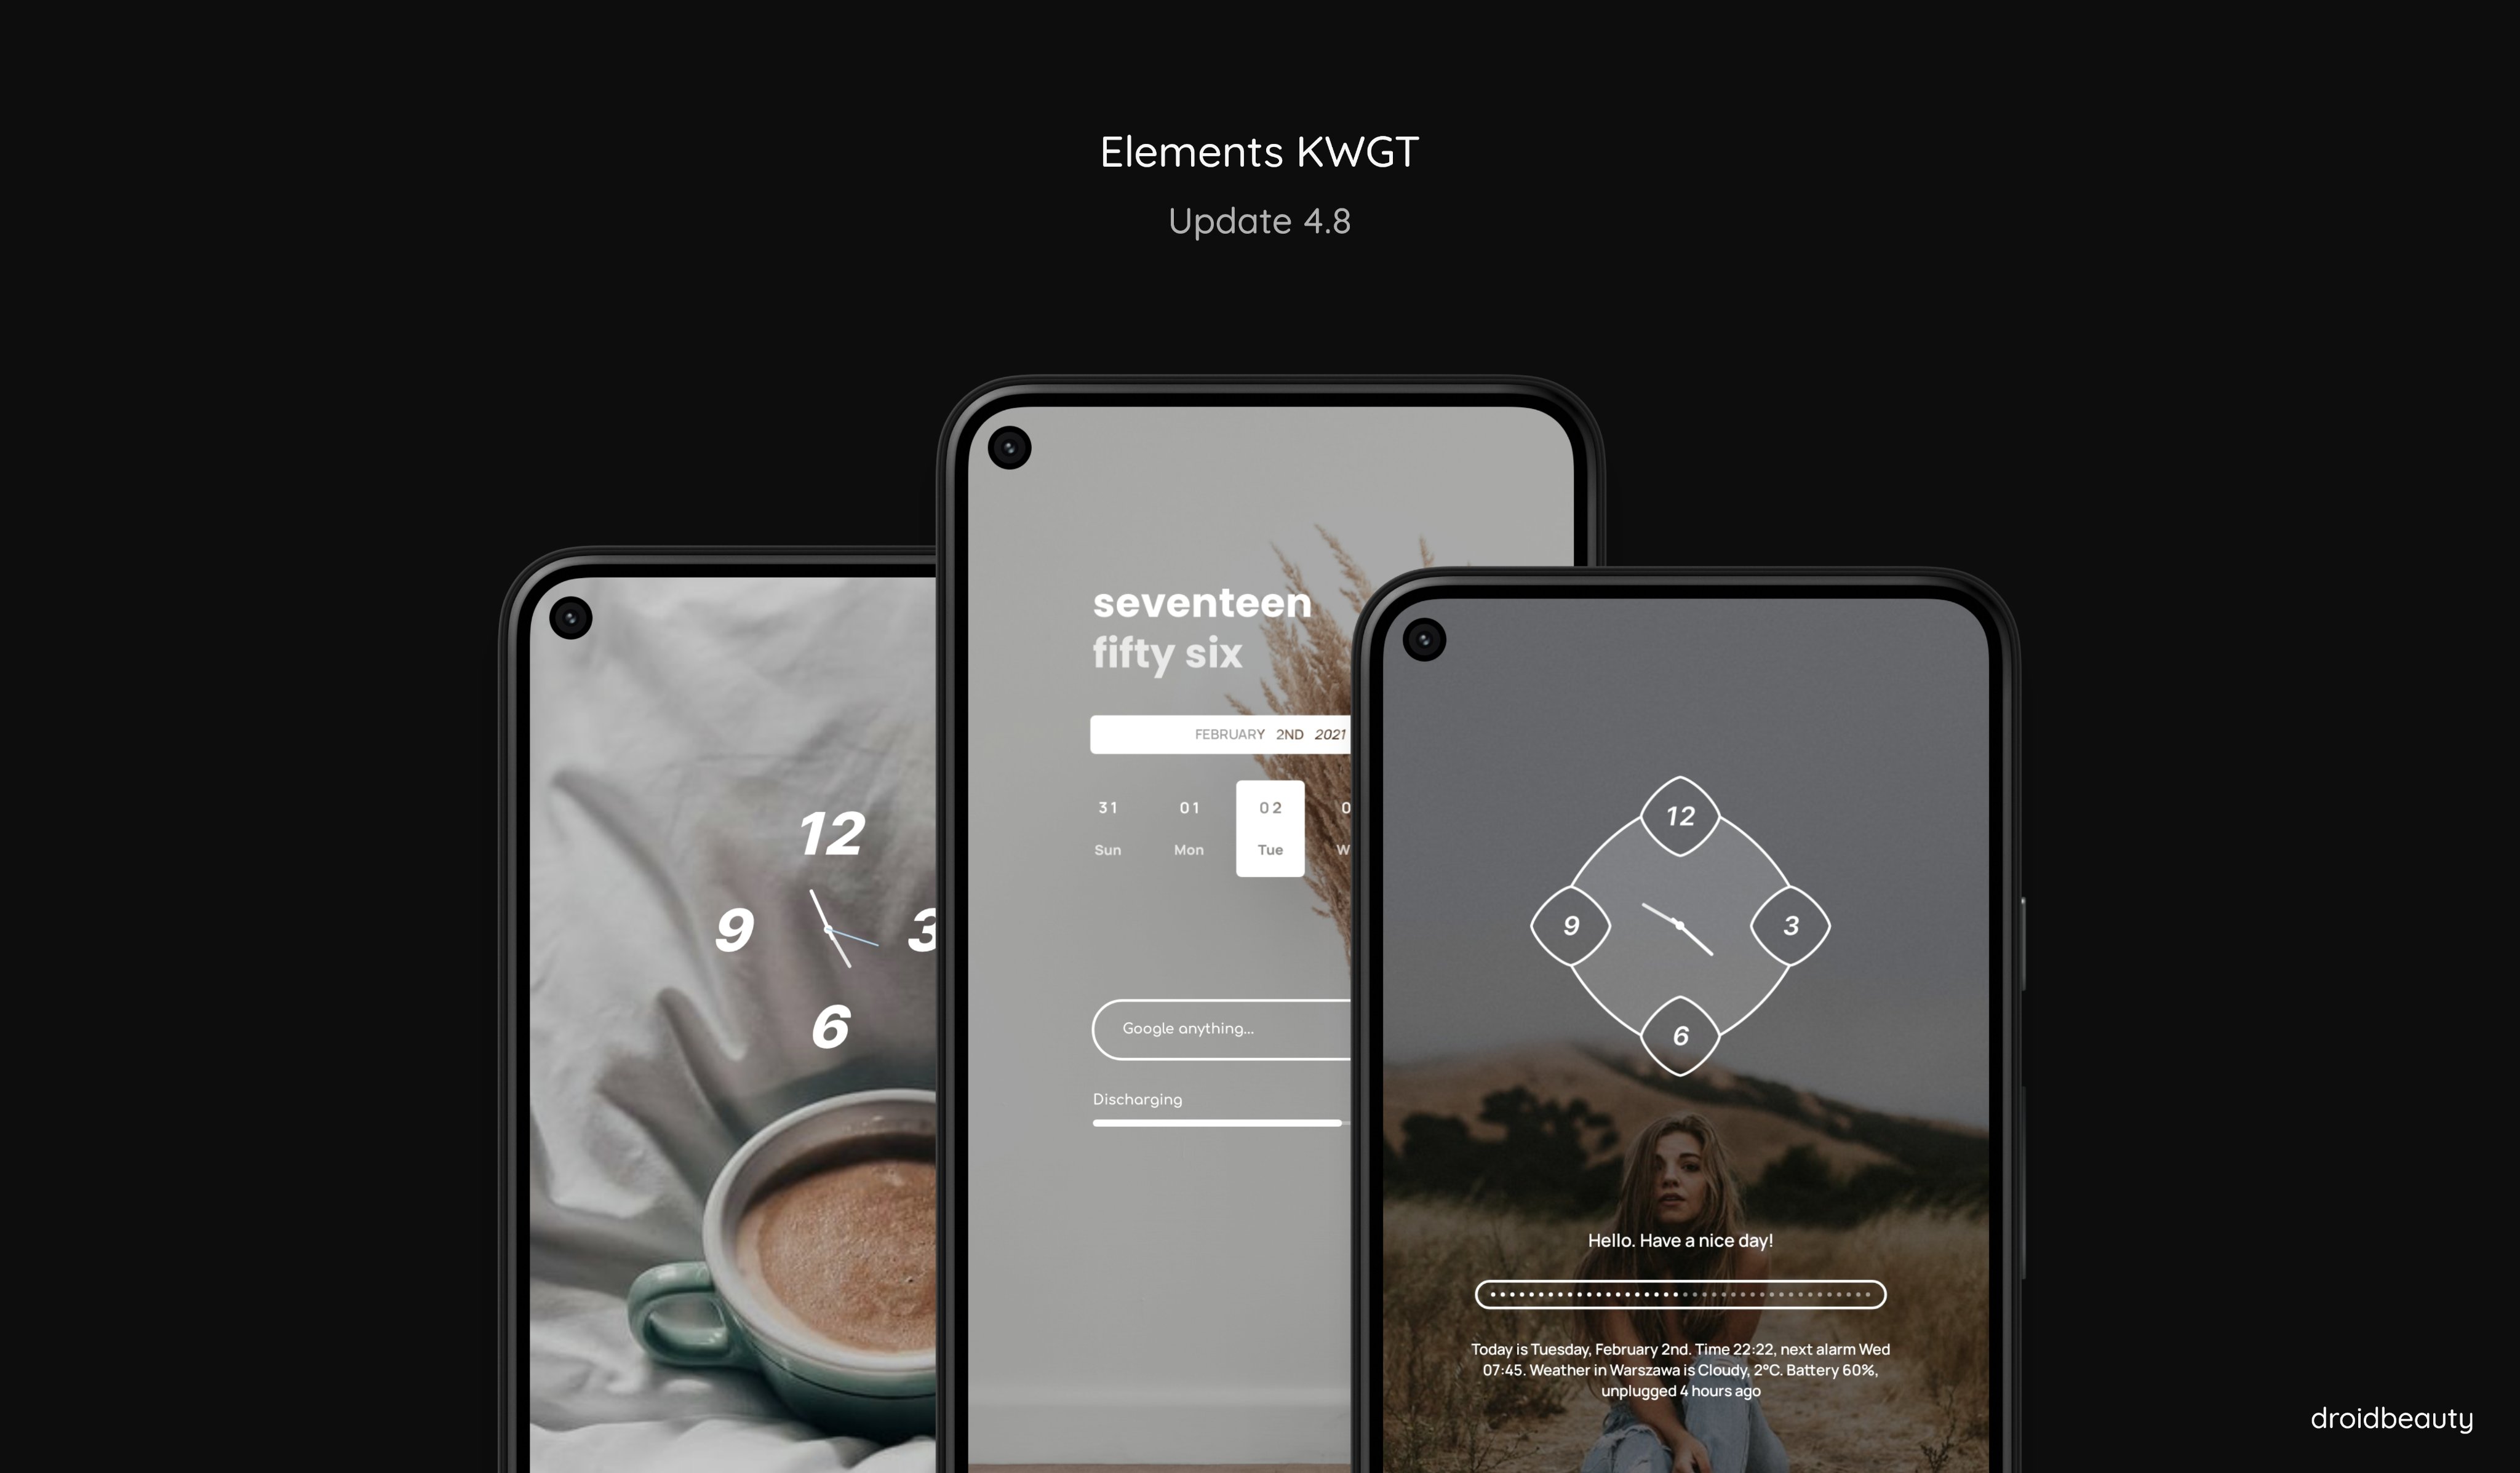 Elements KWGT
Update 4.8
12
9
3
6
seventeen
fifty six
FEBRUARY 2ND 2021
31 01 02 0
Sun Mon Tue W
Google anything...
Discharging
12
9 3
6
Hello. Have a nice day!
Today is Tuesday, February 2nd. Time 22:22, next alarm Wed
07:45. Weather in Warszawa is Cloudy, 2°C. Battery 60%,
unplugged 4 hours ago
droidbeauty